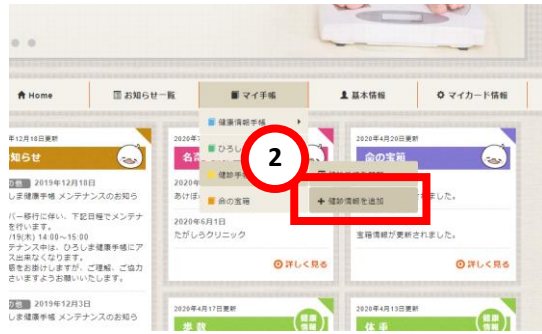 Home
お知らせ一覧
マイ手帳
基本情報
マイカード情報
健康情報手帳
ひろし
健診手
命の宝箱
2
健診情報を追加
年12月18日更新
知らせ
2019年12月18日
しま健康手帳 メンテナンスのお知ら
バー移行に伴い、下記日程でメンテナ
を行います。
/19(木) 14:00～15:00
テナンス中は、ひろしま健康手帳にア
ス出来なくなります。
惑をお掛けしますが、ご理解、ご協力
さいますようお願いいたします。
2019年12月3日
しま健康手帳 メンテナンスのお知ら
2020年
名
2020年
あけぼ
2020年6月1日
たがしらクリニック
詳しく見る
2020年4月20日更新
命の宝箱
ました。
宝箱情報が更新されました。
詳しく見る
2020年4月17日更新
歩数
健康
情報
2020年4月13日更新
体重
健康
情報